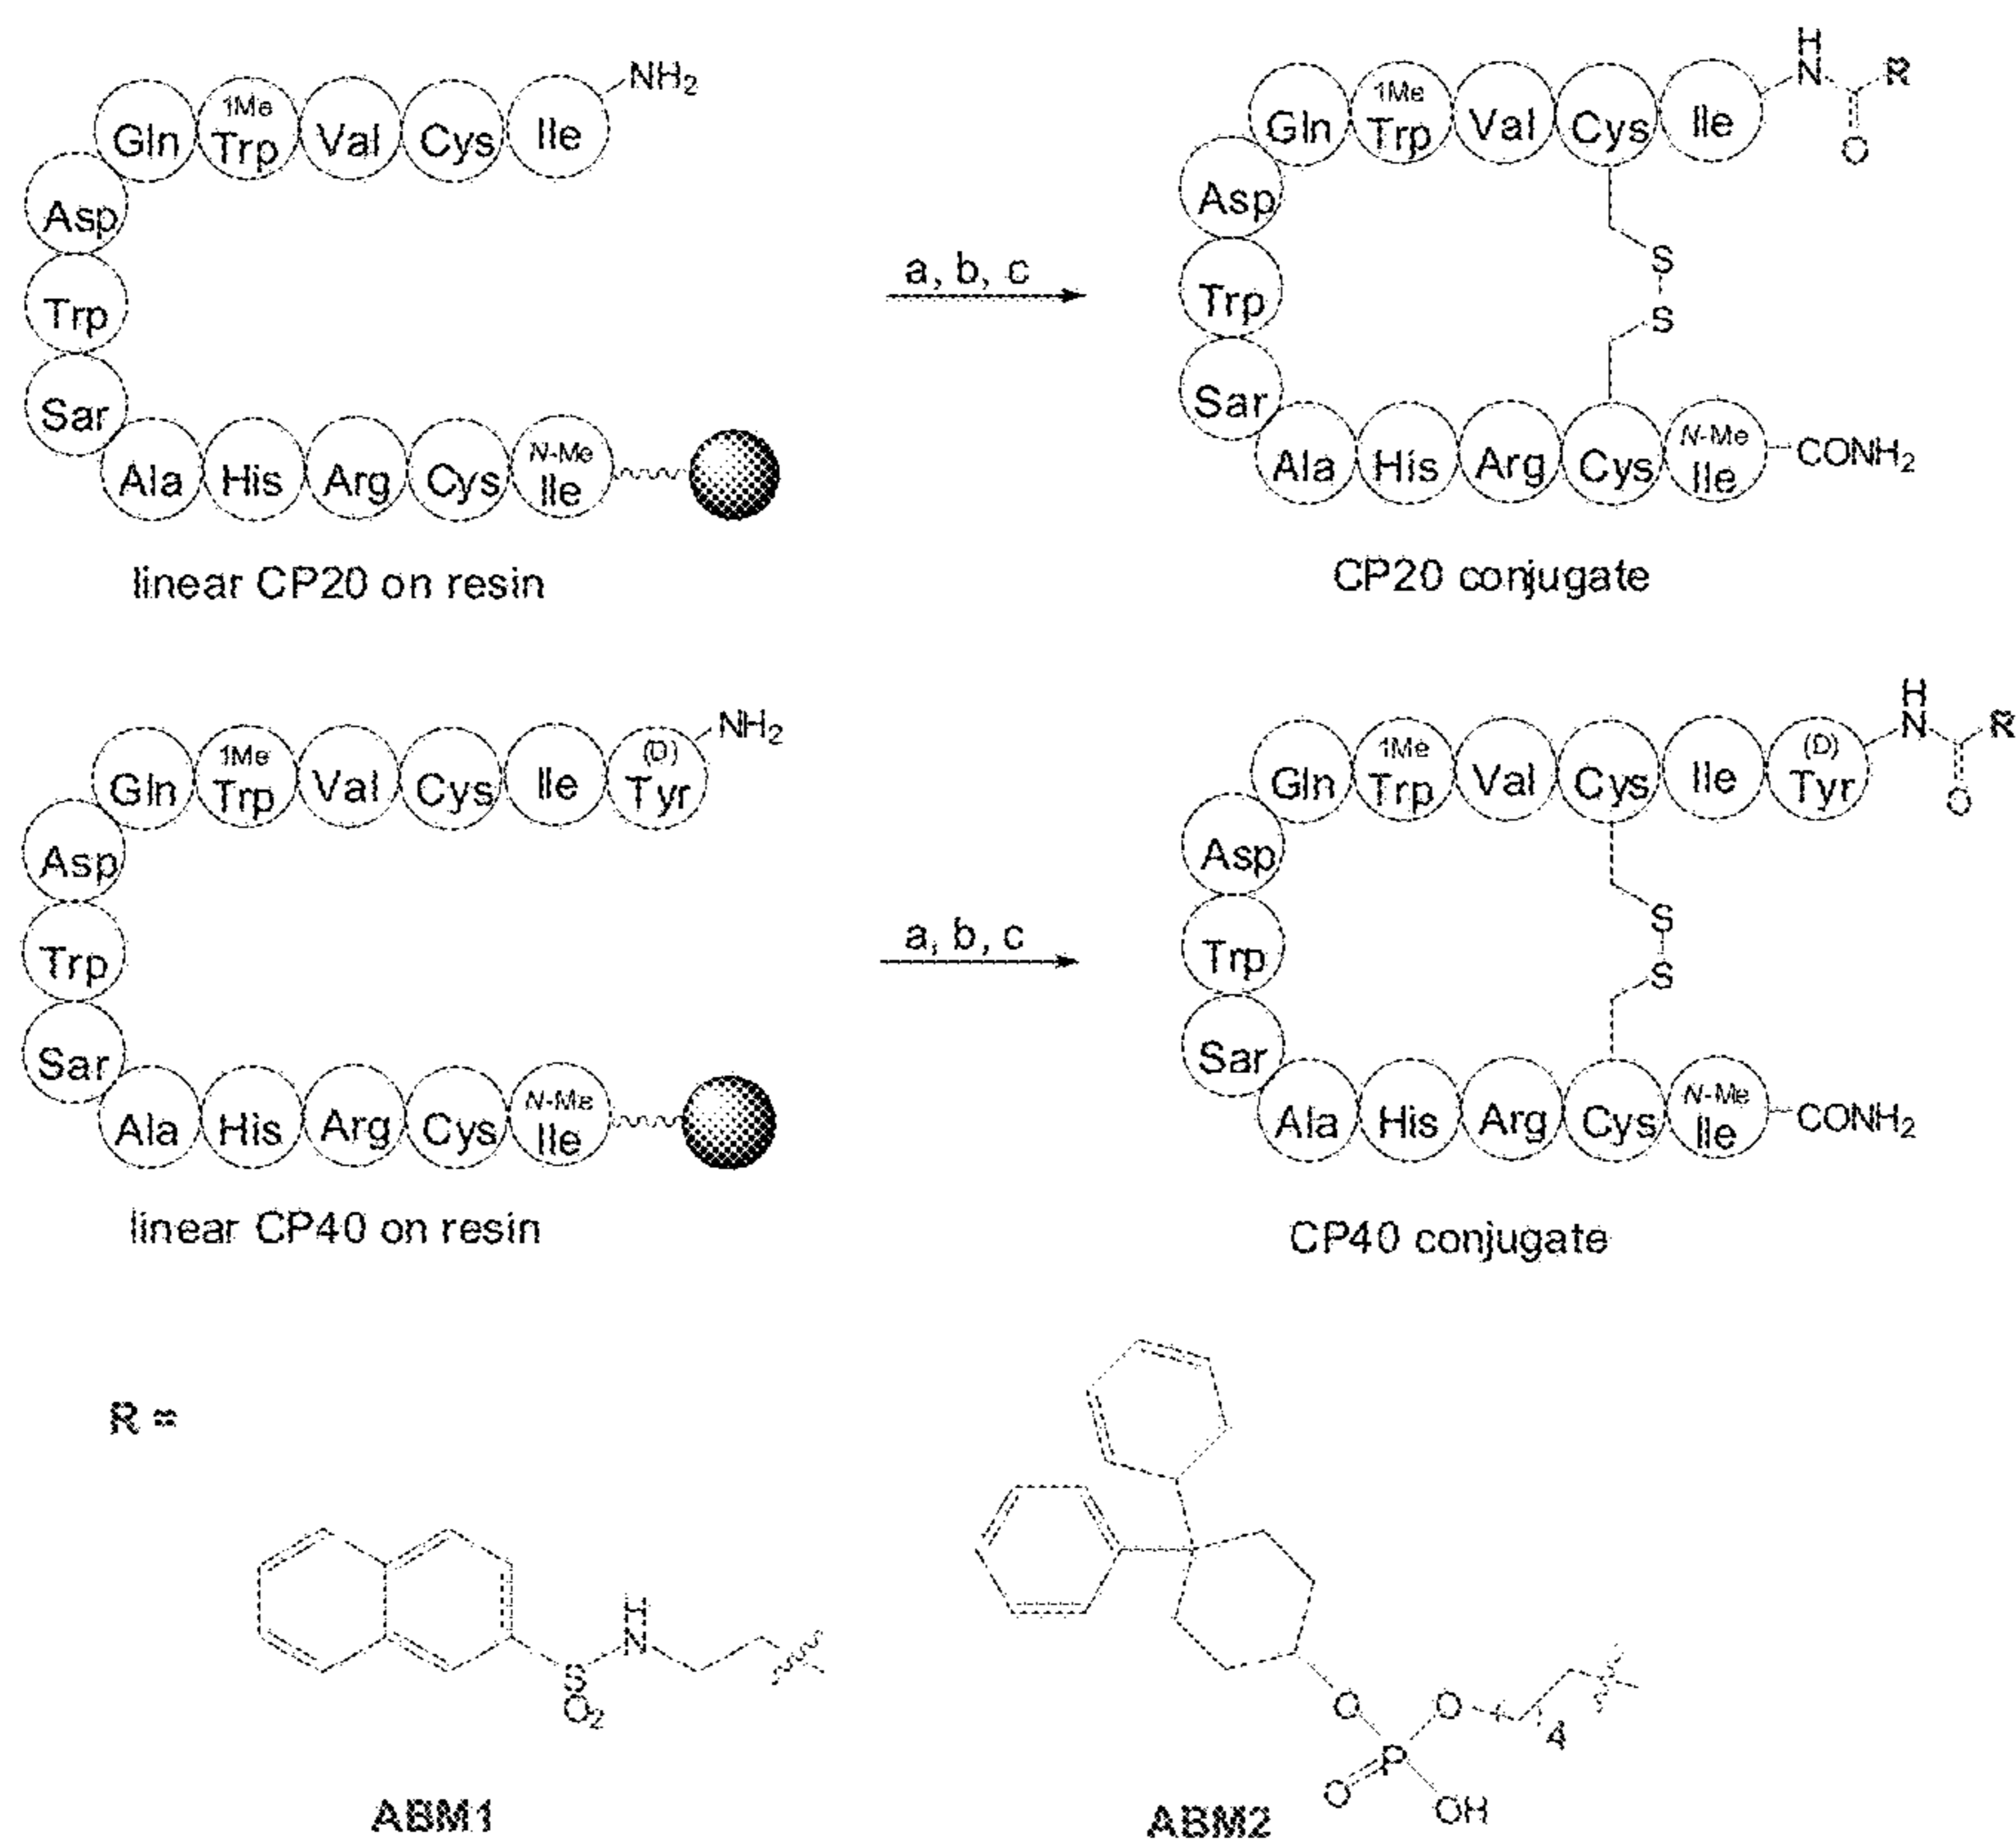 NH₂
Gln 1Me Trp Val Cys Ile
Asp
Trp
Sar
Ala His Arg Cys N-Me Ile
linear CP20 on resin
a, b, c
H
N R
O
Gln 1Me Trp Val Cys Ile
Asp
Trp
Sar
S
S
Ala His Arg Cys N-Me Ile CONH₂
CP20 conjugate
NH₂
Gln 1Me Trp Val Cys Ile (D) Tyr
Asp
Trp
Sar
Ala His Arg Cys N-Me Ile
linear CP40 on resin
a, b, c
H
N R
O
Gln 1Me Trp Val Cys Ile (D) Tyr
Asp
Trp
Sar
S
S
Ala His Arg Cys N-Me Ile CONH₂
CP40 conjugate
R =
H
N
S
O₂
ABM1
O O
4
P
O OH
ABM2